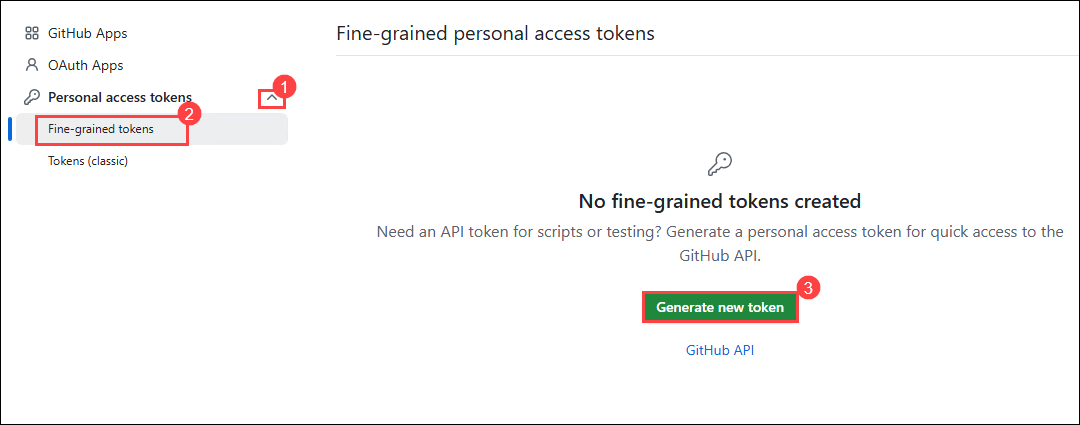 GitHub Apps
OAuth Apps
Personal access tokens
1
2
Fine-grained tokens
Tokens (classic)
Fine-grained personal access tokens
No fine-grained tokens created
Need an API token for scripts or testing? Generate a personal access token for quick access to the
GitHub API.
3
Generate new token
GitHub API